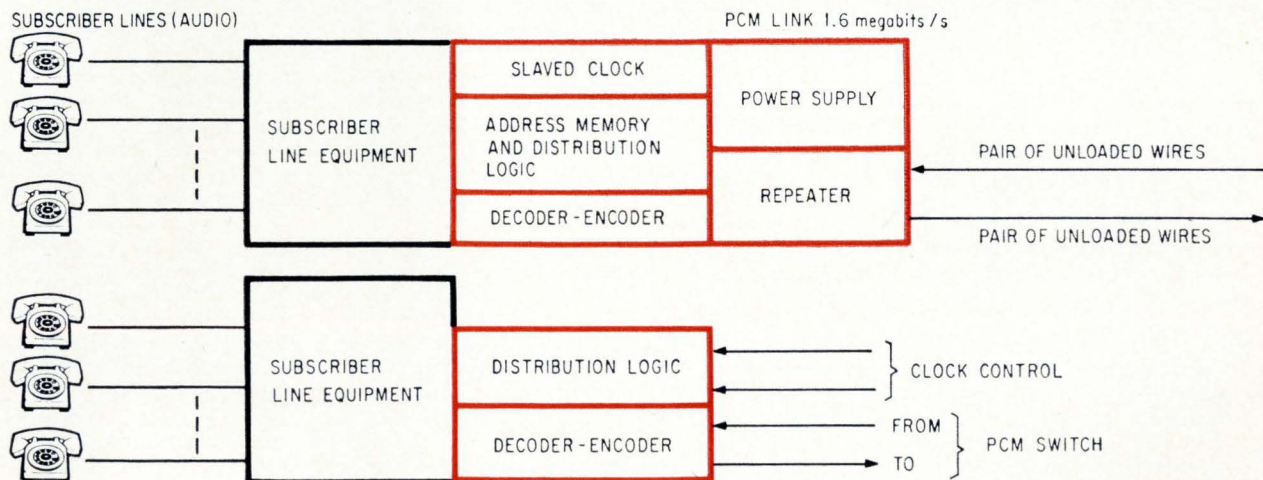 SUBSCRIBER LINES (AUDIO)
PCM LINK 1.6 megabits/s
SUBSCRIBER
LINE EQUIPMENT
SLAVED CLOCK
ADDRESS MEMORY
AND DISTRIBUTION
LOGIC
DECODER-ENCODER
POWER SUPPLY
REPEATER
PAIR OF UNLOADED WIRES
PAIR OF UNLOADED WIRES
SUBSCRIBER
LINE EQUIPMENT
DISTRIBUTION LOGIC
DECODER-ENCODER
CLOCK CONTROL
FROM
TO
PCM SWITCH